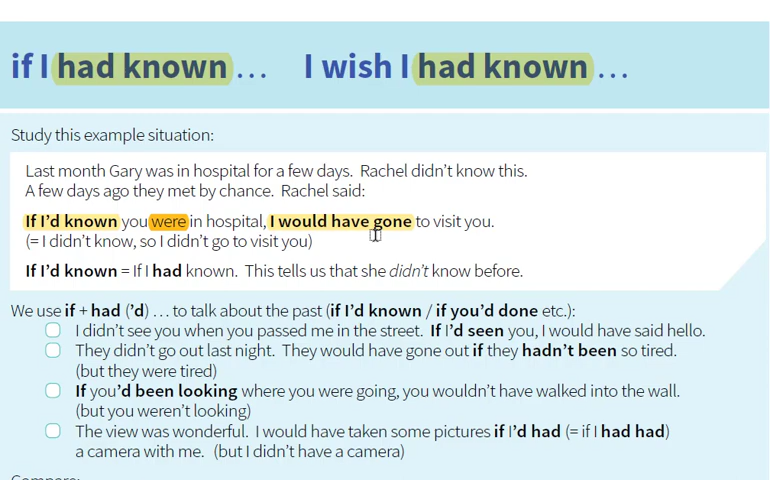 if I had known … I wish I had known …
Study this example situation:
Last month Gary was in hospital for a few days. Rachel didn’t know this.
A few days ago they met by chance. Rachel said:
If I’d known you were in hospital, I would have gone to visit you.
(= I didn’t know, so I didn’t go to visit you)
If I’d known = If I had known. This tells us that she didn’t know before.
We use if + had (’d) … to talk about the past (if I’d known / if you’d done etc.):
I didn’t see you when you passed me in the street. If I’d seen you, I would have said hello.
They didn’t go out last night. They would have gone out if they hadn’t been so tired.
(but they were tired)
If you’d been looking where you were going, you wouldn’t have walked into the wall.
(but you weren’t looking)
The view was wonderful. I would have taken some pictures if I’d had (= if I had had)
a camera with me. (but I didn’t have a camera)
Compare: